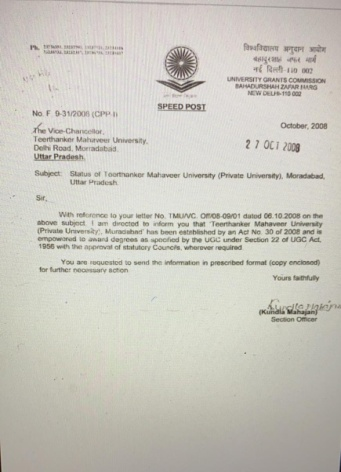 Ph.
विश्वविद्यालय अनुदान आयोग
बहादुरशाह जफर मार्ग
नई दिल्ली-110 002
UNIVERSITY GRANTS COMMISSION
BAHADURSHAH ZAFAR MARG
NEW DELHI-110 002
SPEED POST
No. F. 9-31/2008 (CPP-I)
October, 2008
27 OCT 2008
The Vice-Chancellor,
Teerthanker Mahaveer University,
Delhi Road, Moradabad.
Uttar Pradesh.
Subject: Status of Teerthanker Mahaveer University (Private University), Moradabad,
Uttar Pradesh.
Sir,
With reference to your letter No. TMU/VC. Off/08-09/01 dated 06.10.2008 on the
above subject, I am directed to inform you that 'Teerthanker Mahaveer University
(Private University), Muradabad' has been established by an Act No. 30 of 2008 and is
empowered to award degrees as specified by the UGC under Section 22 of UGC Act,
1956 with the approval of statutory Councils, wherever required.
You are requested to send the information in prescribed format (copy enclosed)
for further necessary action.
Yours faithfully
(Kundla Mahajan)
Section Officer